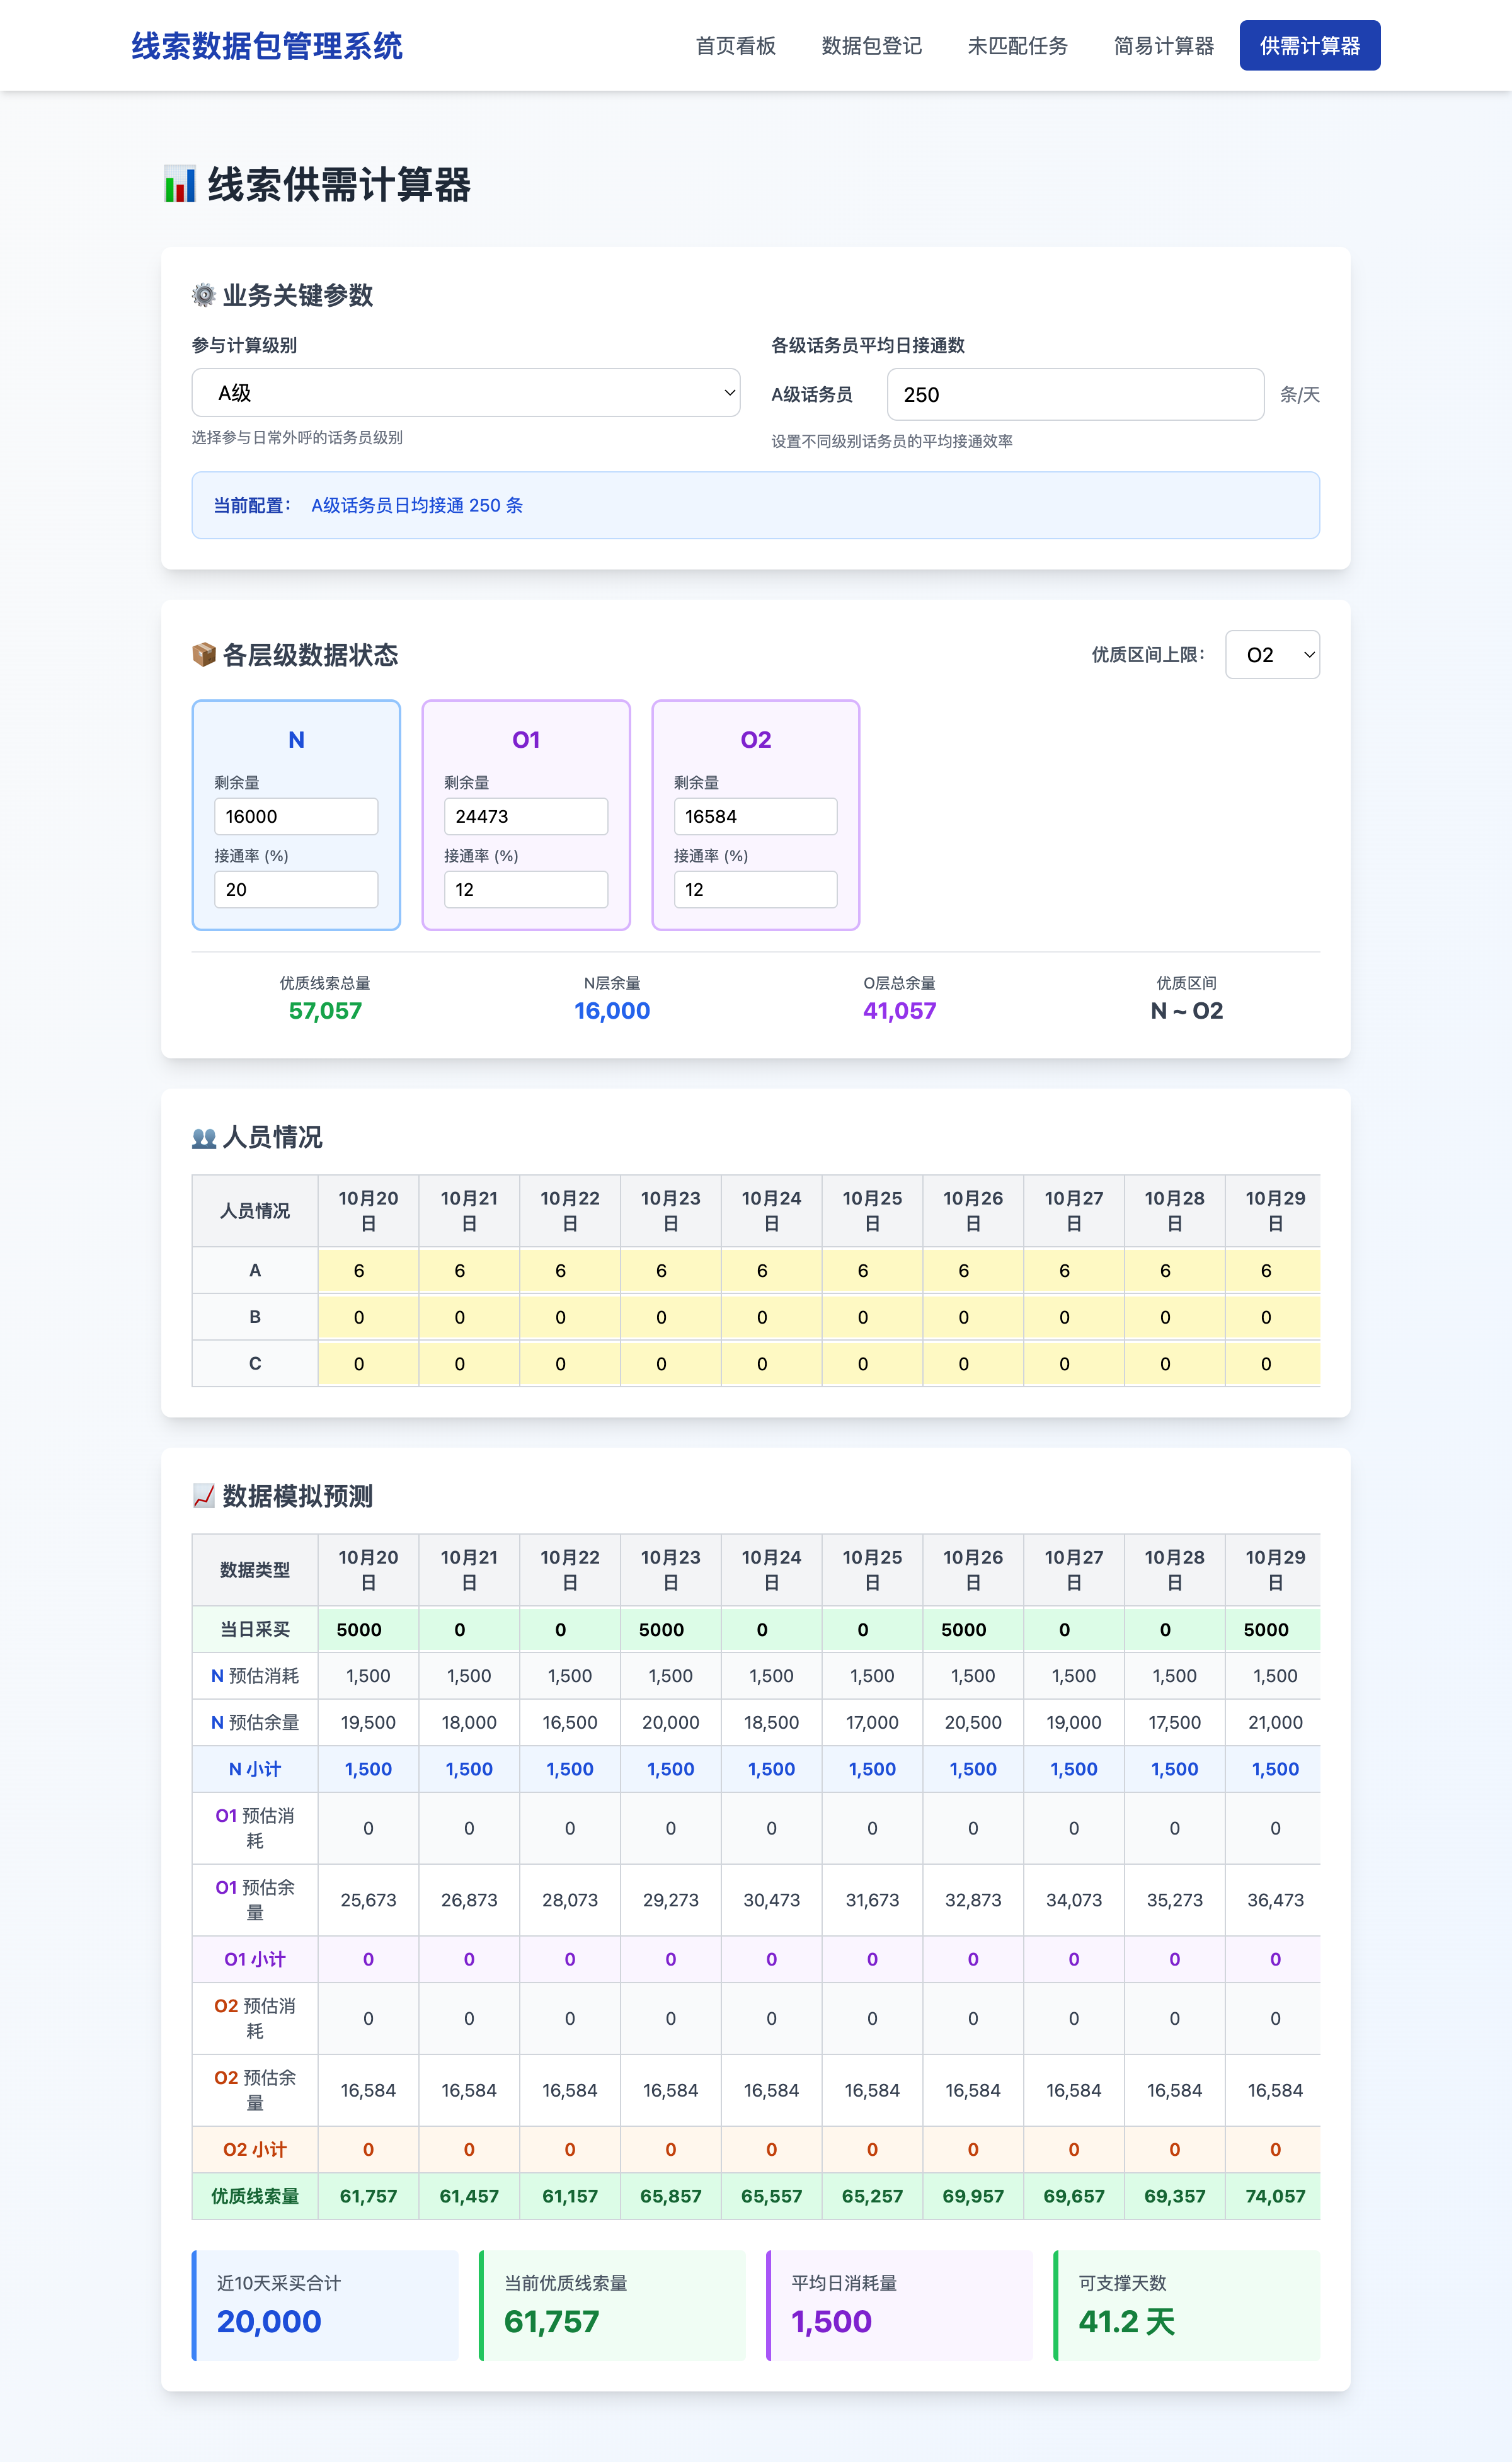 线索数据包管理系统
首页看板 数据包登记 未匹配任务 简易计算器 供需计算器
线索供需计算器
业务关键参数
参与计算级别
A级
选择参与日常外呼的话务员级别
各级话务员平均日接通数
A级话务员 250 条/天
设置不同级别话务员的平均接通效率
当前配置： A级话务员日均接通 250 条
各层级数据状态 优质区间上限： O2
N
剩余量
16000
接通率 (%)
20
O1
剩余量
24473
接通率 (%)
12
O2
剩余量
16584
接通率 (%)
12
优质线索总量
57,057
N层余量
16,000
O层总余量
41,057
优质区间
N ~ O2
人员情况
人员情况 10月20日 10月21日 10月22日 10月23日 10月24日 10月25日 10月26日 10月27日 10月28日 10月29日
A 6 6 6 6 6 6 6 6 6 6
B 0 0 0 0 0 0 0 0 0 0
C 0 0 0 0 0 0 0 0 0 0
数据模拟预测
数据类型 10月20日 10月21日 10月22日 10月23日 10月24日 10月25日 10月26日 10月27日 10月28日 10月29日
当日采买 5000 0 0 5000 0 0 5000 0 0 5000
N 预估消耗 1,500 1,500 1,500 1,500 1,500 1,500 1,500 1,500 1,500 1,500
N 预估余量 19,500 18,000 16,500 20,000 18,500 17,000 20,500 19,000 17,500 21,000
N 小计 1,500 1,500 1,500 1,500 1,500 1,500 1,500 1,500 1,500 1,500
O1 预估消耗 0 0 0 0 0 0 0 0 0 0
O1 预估余量 25,673 26,873 28,073 29,273 30,473 31,673 32,873 34,073 35,273 36,473
O1 小计 0 0 0 0 0 0 0 0 0 0
O2 预估消耗 0 0 0 0 0 0 0 0 0 0
O2 预估余量 16,584 16,584 16,584 16,584 16,584 16,584 16,584 16,584 16,584 16,584
O2 小计 0 0 0 0 0 0 0 0 0 0
优质线索量 61,757 61,457 61,157 65,857 65,557 65,257 69,957 69,657 69,357 74,057
近10天采买合计
20,000
当前优质线索量
61,757
平均日消耗量
1,500
可支撑天数
41.2 天